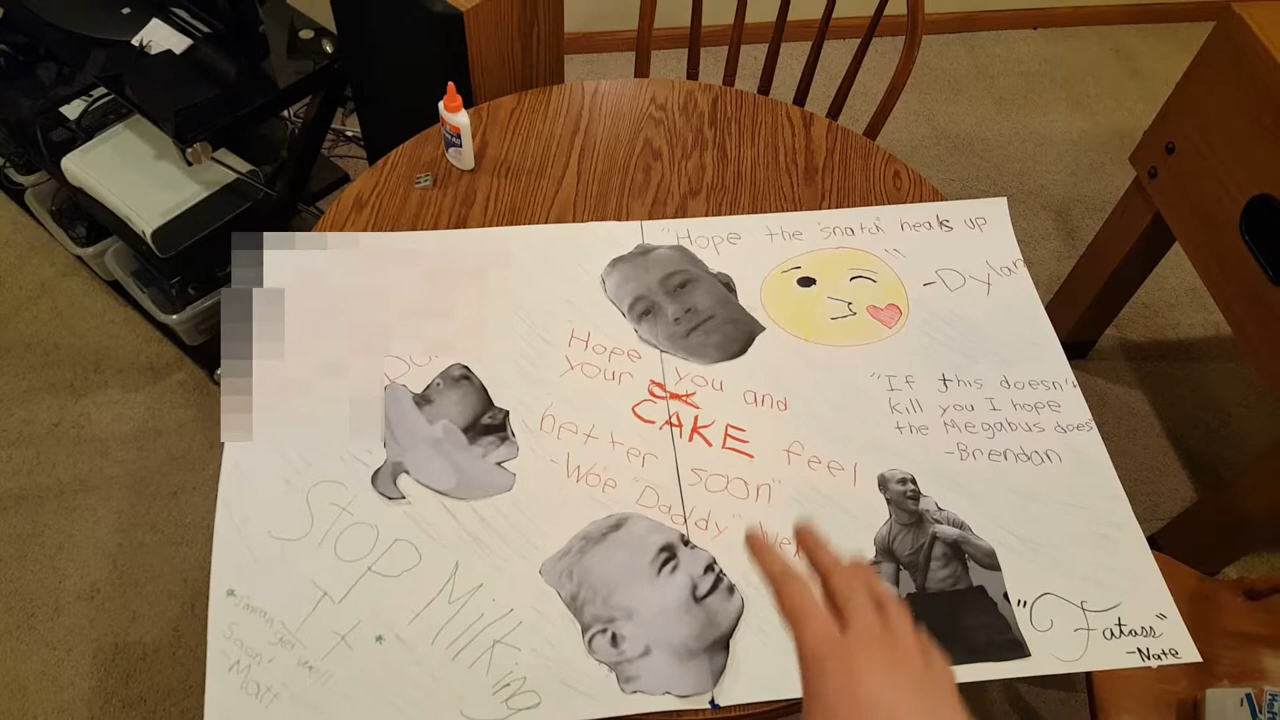 "Hope the 'snatch' heals up
"
-Dylan
Hope you and
your CAKE feel
better soon"
-Woe "Daddy"
"If this doesn't
kill you I hope
the Megabus does"
-Brendan
Stop Milking
It
Soon'
-Matt
"Fatass"
-Nate